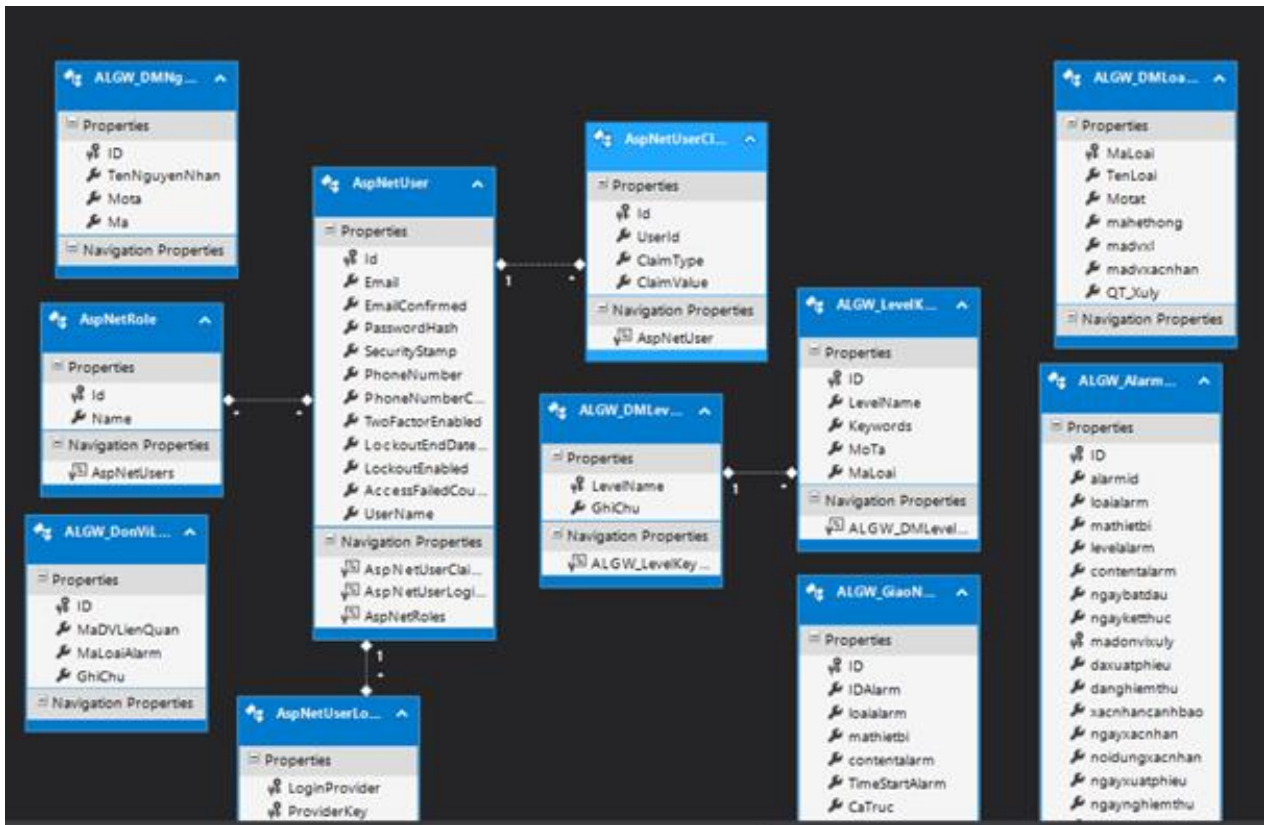 ALGW_DMNg...
Properties
ID
TenNguyenNhan
Mota
Ma
Navigation Properties
AspNetRole
Properties
Id
Name
Navigation Properties
AspNetUsers
ALGW_DonViL...
Properties
ID
MaDVLienQuan
MaLoaiAlarm
GhiChu
Navigation Properties
AspNetUser
Properties
Id
Email
EmailConfirmed
PasswordHash
SecurityStamp
PhoneNumber
PhoneNumberC...
TwoFactorEnabled
LockoutEndDate...
LockoutEnabled
AccessFailedCou...
UserName
Navigation Properties
AspNetUserClai...
AspNetUserLogi...
AspNetRoles
AspNetUserLo...
Properties
LoginProvider
ProviderKey
AspNetUserCl...
Properties
Id
UserId
ClaimType
ClaimValue
Navigation Properties
AspNetUser
ALGW_DMLev...
Properties
LevelName
GhiChu
Navigation Properties
ALGW_LevelKey...
ALGW_LevelK...
Properties
ID
LevelName
Keywords
MoTa
MaLoai
Navigation Properties
ALGW_DMLevel...
ALGW_GiaoN...
Properties
ID
IDAlarm
loaialarm
mathietbi
contentalarm
TimeStartAlarm
CaTruc
ALGW_DMLoa...
Properties
MaLoai
TenLoai
Motat
mahethong
madvxl
madvxacnhan
QT_Xuly
Navigation Properties
ALGW_Alarm...
Properties
ID
alarmid
loaialarm
mathietbi
levelalarm
contentalarm
ngaybatdau
ngayketthuc
madonvixuly
daxuatphieu
danghiemthu
xacnhancanhbao
ngayxacnhan
noidungxacnhan
ngayxuatphieu
ngaynghiemthu
1 *
* *
1 *
1
*